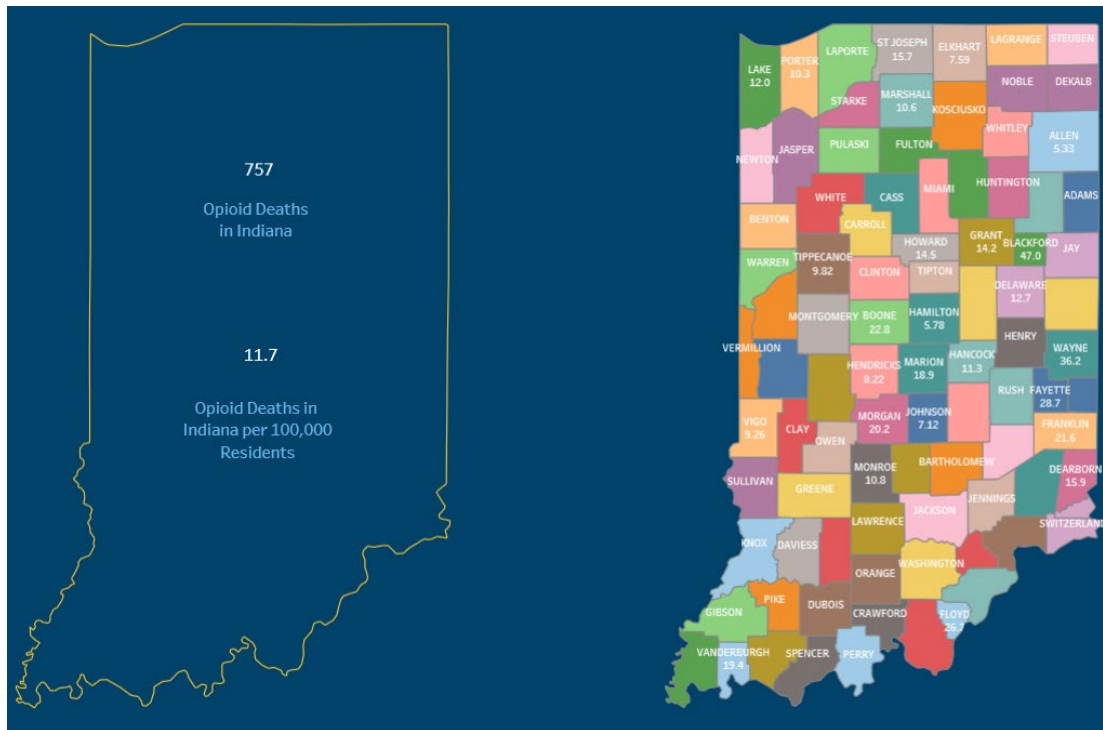 757
Opioid Deaths
in Indiana
11.7
Opioid Deaths in
Indiana per 100,000
Residents
LAKE
12.0
PORTER
10.3
LAPORTE
ST JOSEPH
15.7
ELKHART
7.59
LAGRANGE
STEUBEN
NOBLE
DEKALB
STARKE
MARSHALL
10.6
KOSCIUSKO
WHITLEY
ALLEN
5.33
NEWTON
JASPER
PULASKI
FULTON
WHITE
CASS
MIAMI
HUNTINGTON
ADAMS
BENTON
CARROLL
HOWARD
14.5
GRANT
14.2
BLACKFORD
47.0
JAY
WARREN
TIPPECANOE
9.82
CLINTON
TIPTON
DELAWARE
12.7
MONTGOMERY
BOONE
22.8
HAMILTON
5.78
HENRY
VERMILLION
HENDRICKS
8.22
MARION
18.9
HANCOCK
11.3
WAYNE
36.2
RUSH
FAYETTE
28.7
VIGO
9.26
CLAY
OWEN
MORGAN
20.2
JOHNSON
7.12
FRANKLIN
21.6
SULLIVAN
GREENE
MONROE
10.8
BARTHOLOMEW
DEARBORN
15.9
JENNINGS
JACKSON
LAWRENCE
SWITZERLAND
KNOX
DAVIESS
ORANGE
WASHINGTON
GIBSON
PIKE
DUBOIS
CRAWFORD
FLOYD
VANDERBURGH
19.4
SPENCER
PERRY